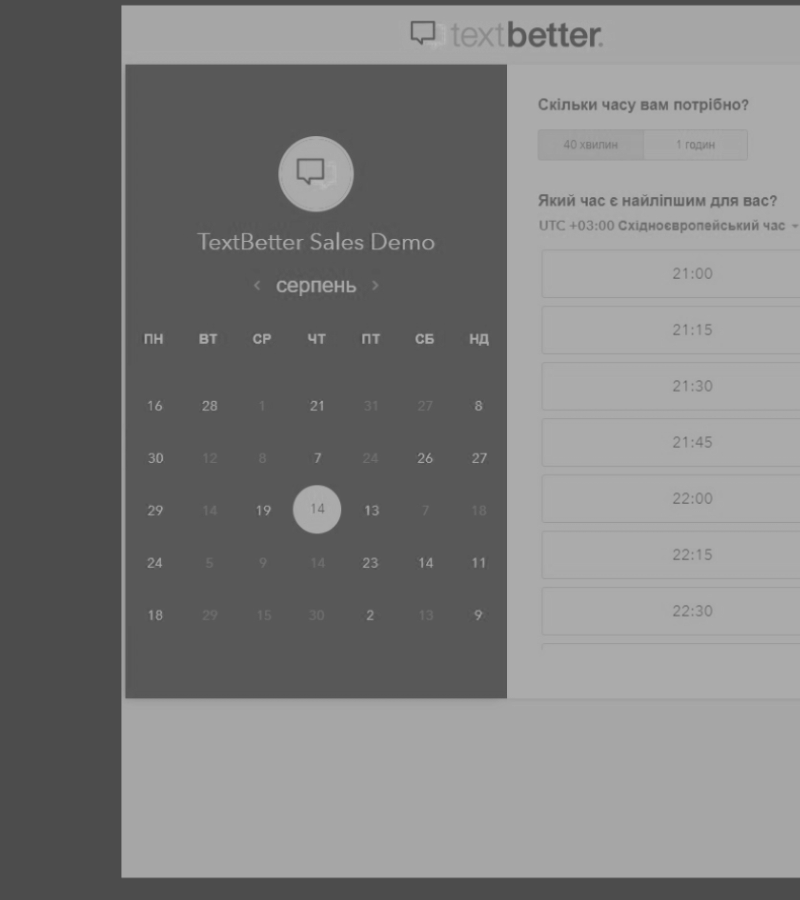 textbetter.
TextBetter Sales Demo
серпень
ПН ВТ СР ЧТ ПТ СБ НД
16 28 1 21 31 27 8
30 12 8 7 24 26 27
29 14 19 14 13 7 18
24 5 9 14 23 14 11
18 29 15 30 2 13 9
Скільки часу вам потрібно?
40 хвилин 1 годин
Який час є найліпшим для вас?
UTC +03:00 Східноєвропейський час
21:00
21:15
21:30
21:45
22:00
22:15
22:30